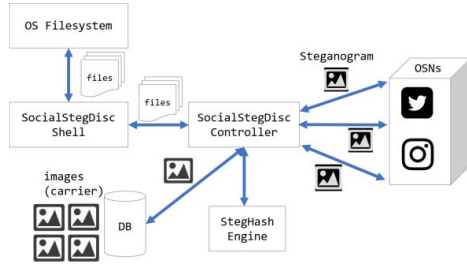 OS Filesystem
files
Steganogram
OSNs
files
SocialStegDisc
Shell
SocialStegDisc
Controller
images
(carrier)
DB
StegHash
Engine